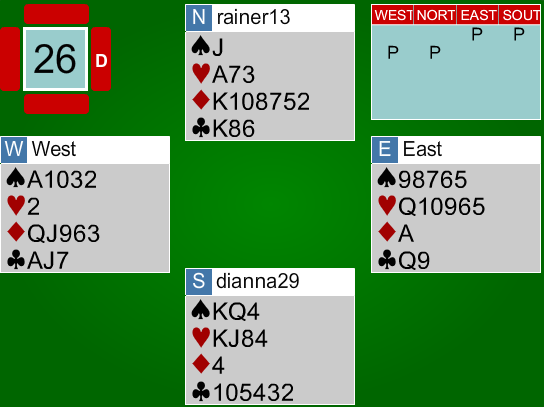 26
D
N rainer13
♠J
♥A73
♦K108752
♣K86
WEST NORT EAST SOUT
P P
P P
W West
♠A1032
♥2
♦QJ963
♣AJ7
E East
♠98765
♥Q10965
♦A
♣Q9
S dianna29
♠KQ4
♥KJ84
♦4
♣105432